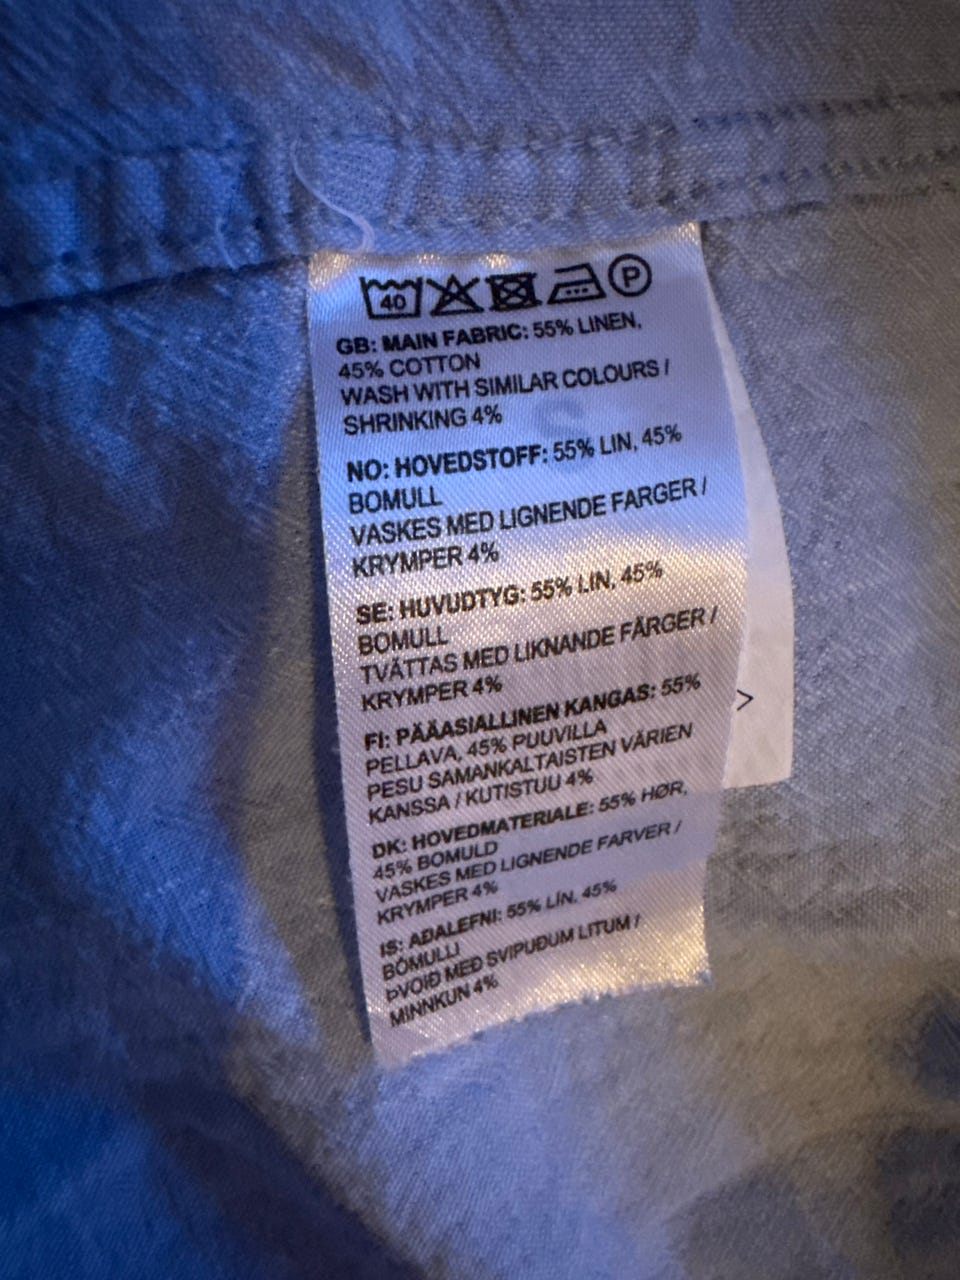 40 P
GB: MAIN FABRIC: 55% LINEN,
45% COTTON
WASH WITH SIMILAR COLOURS /
SHRINKING 4%
NO: HOVEDSTOFF: 55% LIN, 45%
BOMULL
VASKES MED LIGNENDE FARGER /
KRYMPER 4%
SE: HUVUDTYG: 55% LIN, 45%
BOMULL
TVÄTTAS MED LIKNANDE FÄRGER /
KRYMPER 4%
FI: PÄÄASIALLINEN KANGAS: 55%
PELLAVA, 45% PUUVILLA
PESU SAMANKALTAISTEN VÄRIEN
KANSSA / KUTISTUU 4%
DK: HOVEDMATERIALE: 55% HØR,
45% BOMULD
VASKES MED LIGNENDE FARVER /
KRYMPER 4%
IS: AÐALEFNI: 55% LÍN, 45%
BÓMULL
ÞVOIÐ MEÐ SVIPUÐUM LITUM /
MINNKUN 4%
>